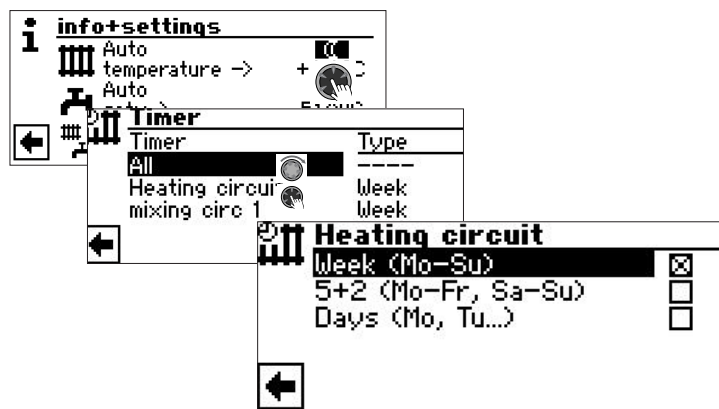 info+settings
Auto
temperature -> +
Auto
Timer
Timer Type
All ----
Heating circui Week
mixing circ 1 Week
Heating circuit
Week (Mo-Su)
5+2 (Mo-Fr, Sa-Su)
Days (Mo, Tu...)